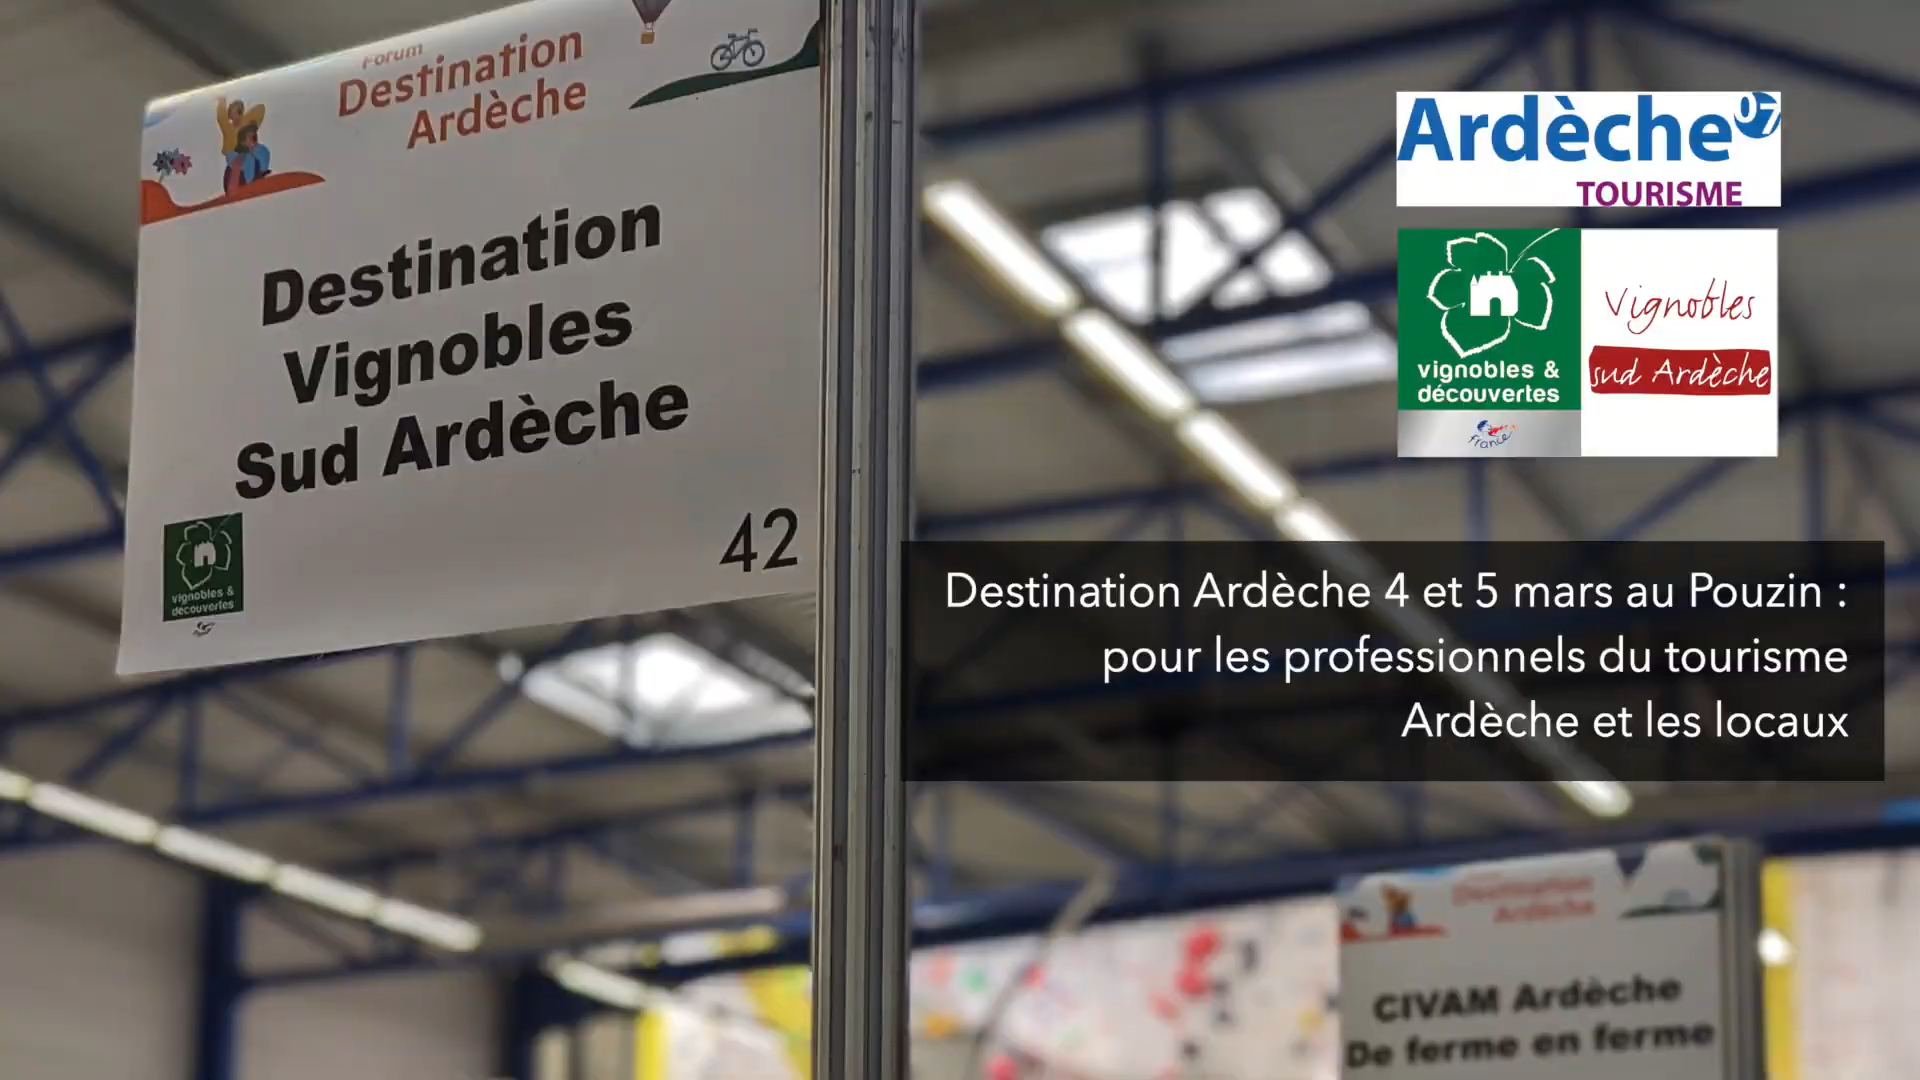 Forum
Destination
Ardèche
Destination
Vignobles
Sud Ardèche
42
vignobles &
découvertes
Ardèche07
TOURISME
vignobles &
découvertes
france
Vignobles
sud Ardèche
Destination Ardèche 4 et 5 mars au Pouzin :
pour les professionnels du tourisme
Ardèche et les locaux
Destination
Ardèche
CIVAM Ardèche
De ferme en ferme